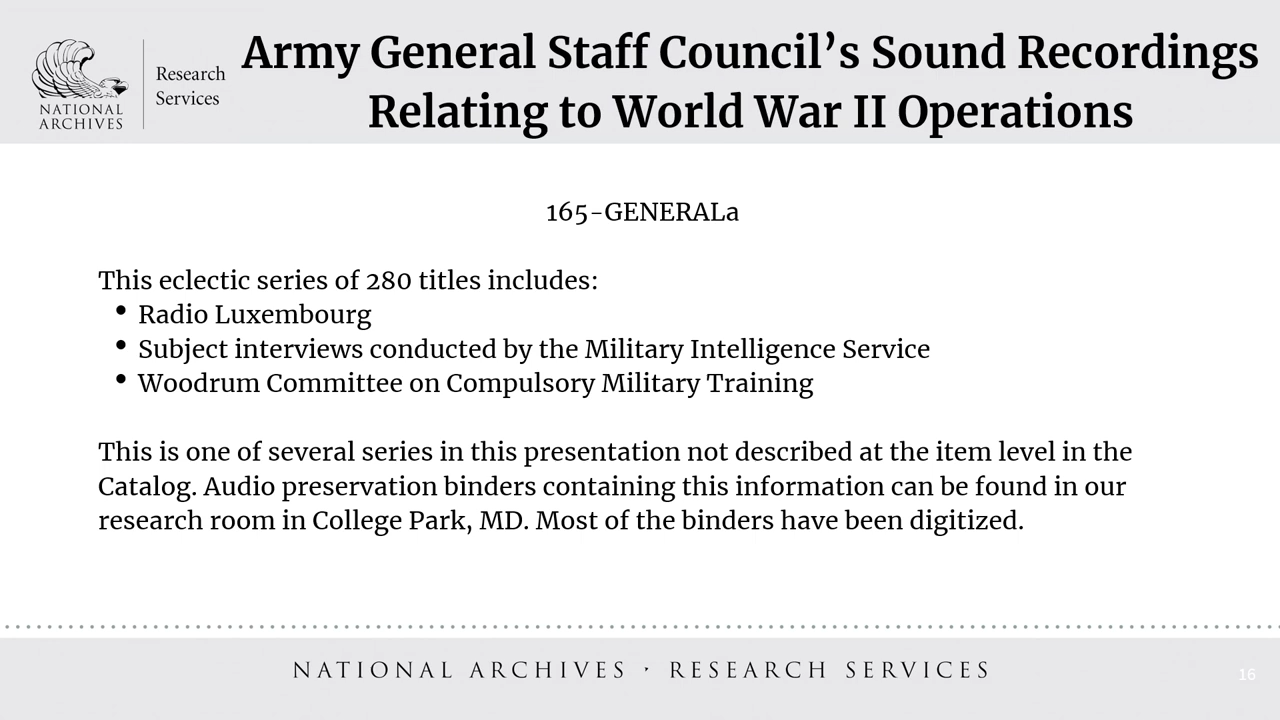 Army General Staff Council’s Sound Recordings
Relating to World War II Operations
NATIONAL
ARCHIVES
Research
Services
165-GENERALa
This eclectic series of 280 titles includes:
• Radio Luxembourg
• Subject interviews conducted by the Military Intelligence Service
• Woodrum Committee on Compulsory Military Training
This is one of several series in this presentation not described at the item level in the
Catalog. Audio preservation binders containing this information can be found in our
research room in College Park, MD. Most of the binders have been digitized.
NATIONAL ARCHIVES · RESEARCH SERVICES
16